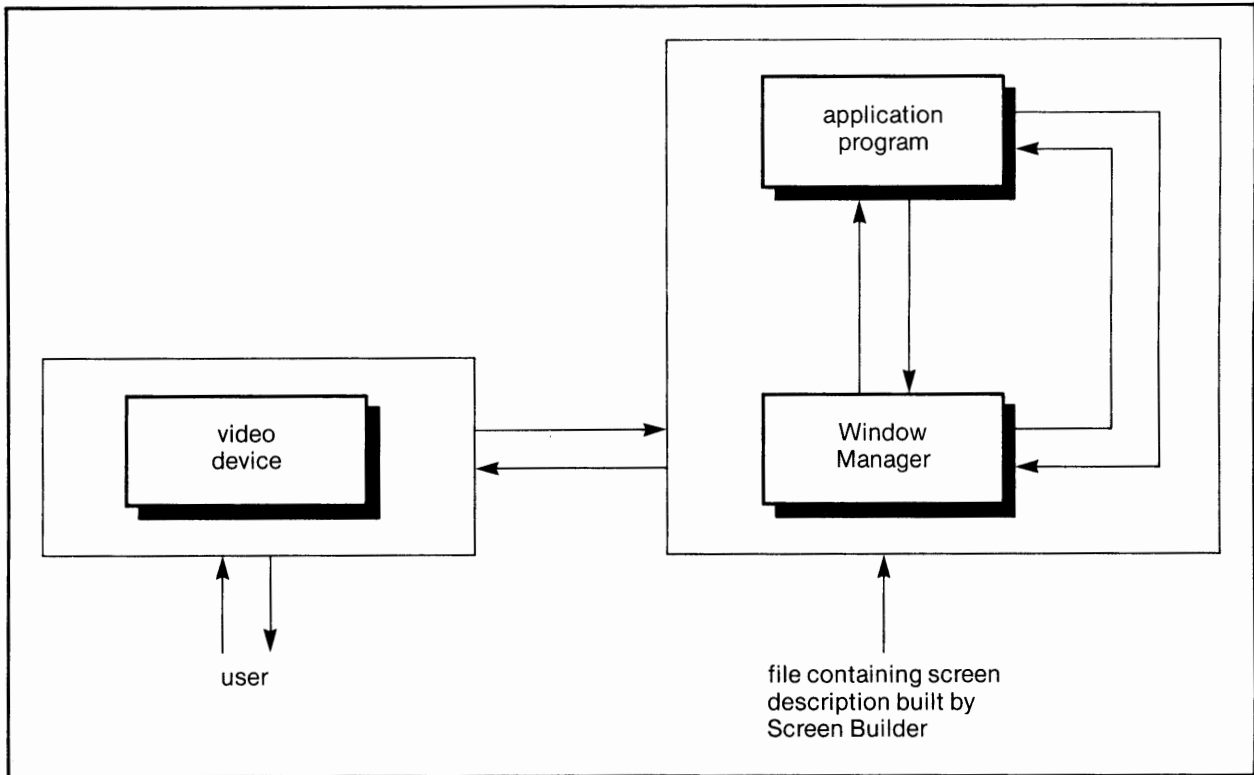 application
program
video
device
Window
Manager
user
file containing screen
description built by
Screen Builder